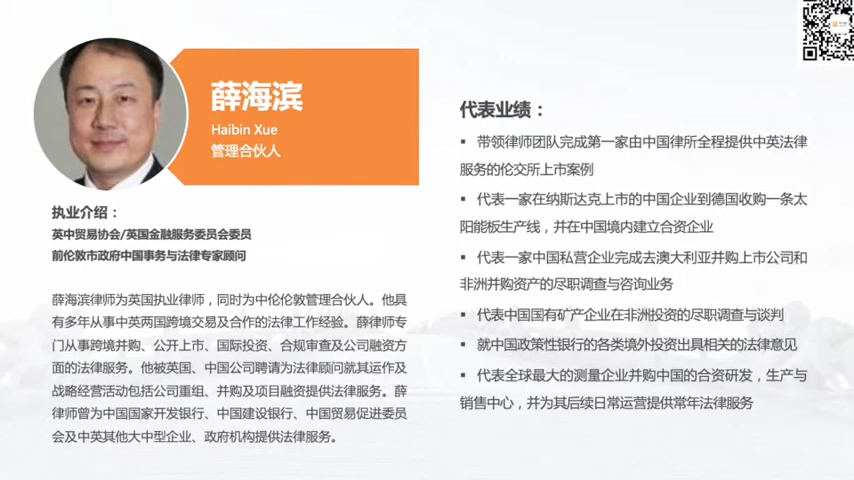 薛海滨
Haibin Xue
管理合伙人
执业介绍：
英中贸易协会/英国金融服务委员会委员
前伦敦市政府中国事务与法律专家顾问
薛海滨律师为英国执业律师，同时为中伦伦敦管理合伙人。他具
有多年从事中英两国跨境交易及合作的法律工作经验。薛律师专
门从事跨境并购、公开上市、国际投资、合规审查及公司融资方
面的法律服务。他被英国、中国公司聘请为法律顾问就其运作及
战略经营活动包括公司重组、并购及项目融资提供法律服务。薛
律师曾为中国国家开发银行、中国建设银行、中国贸易促进委员
会及中英其他大中型企业、政府机构提供法律服务。
代表业绩：
▪ 带领律师团队完成第一家由中国律所全程提供中英法律
服务的伦交所上市案例
▪ 代表一家在纳斯达克上市的中国企业到德国收购一条太
阳能板生产线，并在中国境内建立合资企业
▪ 代表一家中国私营企业完成去澳大利亚并购上市公司和
非洲并购资产的尽职调查与咨询业务
▪ 代表中国国有矿产企业在非洲投资的尽职调查与谈判
▪ 就中国政策性银行的各类境外投资出具相关的法律意见
▪ 代表全球最大的测量企业并购中国的合资研发，生产与
销售中心，并为其后续日常运营提供常年法律服务